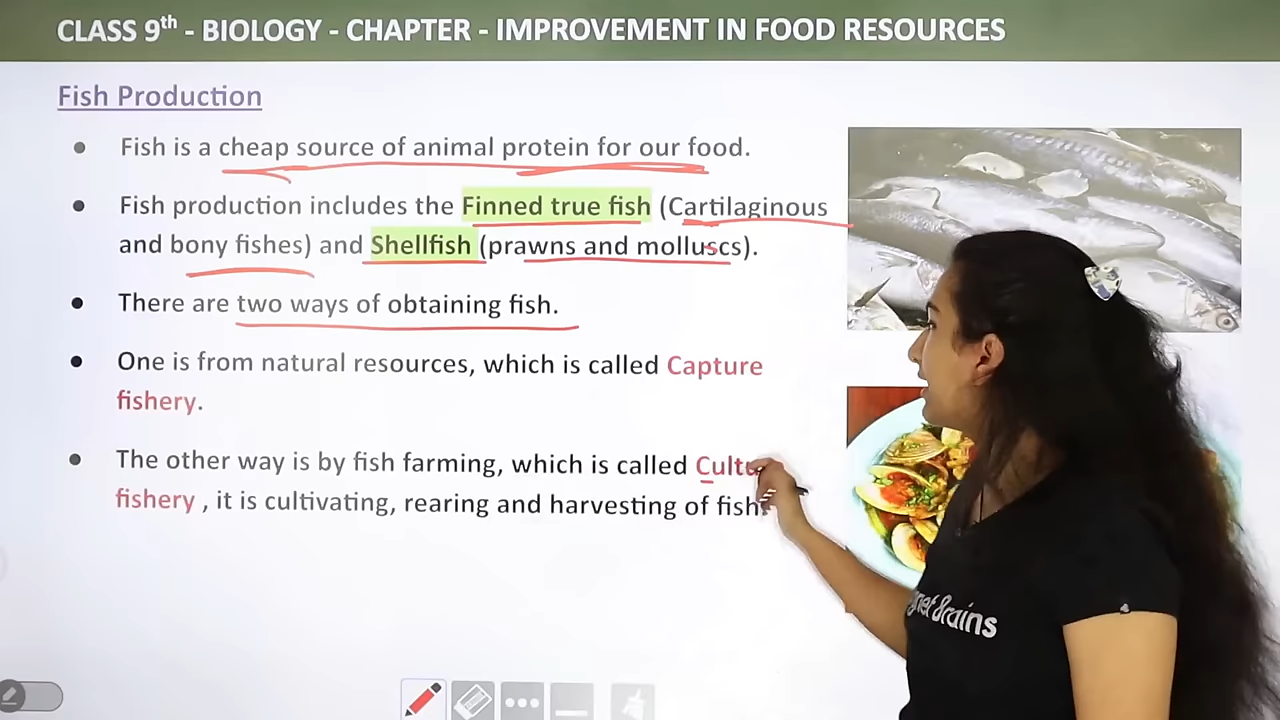 CLASS 9th - BIOLOGY - CHAPTER - IMPROVEMENT IN FOOD RESOURCES
Fish Production
• Fish is a cheap source of animal protein for our food.
• Fish production includes the Finned true fish (Cartilaginous
and bony fishes) and Shellfish (prawns and molluscs).
• There are two ways of obtaining fish.
• One is from natural resources, which is called Capture
fishery.
• The other way is by fish farming, which is called
fishery , it is cultivating, rearing and harvesting of fish
Brains